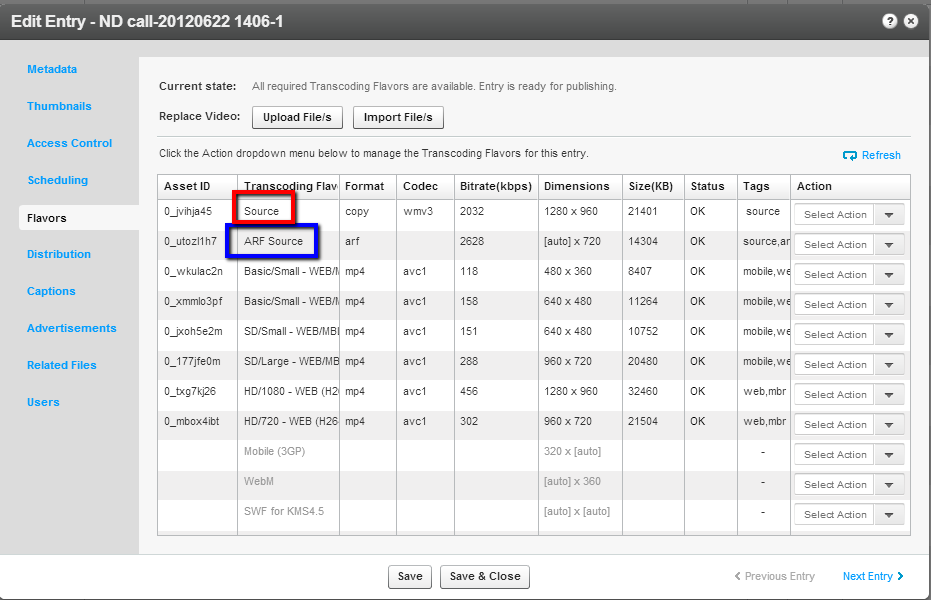 Edit Entry - ND call-20120622 1406-1
Metadata
Thumbnails
Access Control
Scheduling
Flavors
Distribution
Captions
Advertisements
Related Files
Users
Current state: All required Transcoding Flavors are available. Entry is ready for publishing.
Replace Video: Upload File/s Import File/s
Click the Action dropdown menu below to manage the Transcoding Flavors for this entry.
Refresh
Asset ID Transcoding Flav Format Codec Bitrate(kbps) Dimensions Size(KB) Status Tags Action
0_jvihja45 Source copy wmv3 2032 1280 x 960 21401 OK source Select Action
0_utozl1h7 ARF Source arf 2628 [auto] x 720 14304 OK source,ar Select Action
0_wkulac2n Basic/Small - WEB/M mp4 avc1 118 480 x 360 8407 OK mobile,we Select Action
0_xmmlo3pf Basic/Small - WEB/M mp4 avc1 158 640 x 480 11264 OK mobile,we Select Action
0_jxoh5e2m SD/Small - WEB/MBL mp4 avc1 151 640 x 480 10752 OK mobile,we Select Action
0_177jfe0m SD/Large - WEB/MBL mp4 avc1 288 960 x 720 20480 OK mobile,we Select Action
0_txg7kj26 HD/1080 - WEB (H26 mp4 avc1 456 1280 x 960 32460 OK web,mbr Select Action
0_mbox4ibt HD/720 - WEB (H264 mp4 avc1 302 960 x 720 21504 OK web,mbr Select Action
Mobile (3GP) 320 x [auto] - Select Action
WebM [auto] x 360 - Select Action
SWF for KMS4.5 [auto] x [auto] - Select Action
Save Save & Close Previous Entry Next Entry